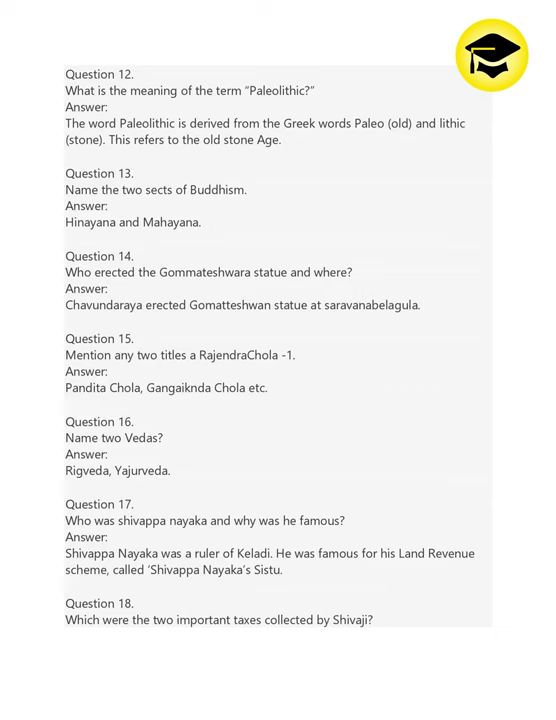 Question 12.
What is the meaning of the term “Paleolithic?”
Answer:
The word Paleolithic is derived from the Greek words Paleo (old) and lithic
(stone). This refers to the old stone Age.
Question 13.
Name the two sects of Buddhism.
Answer:
Hinayana and Mahayana.
Question 14.
Who erected the Gommateshwara statue and where?
Answer:
Chavundaraya erected Gomatteshwan statue at saravanabelagula.
Question 15.
Mention any two titles a RajendraChola -1.
Answer:
Pandita Chola, Gangaiknda Chola etc.
Question 16.
Name two Vedas?
Answer:
Rigveda, Yajurveda.
Question 17.
Who was shivappa nayaka and why was he famous?
Answer:
Shivappa Nayaka was a ruler of Keladi. He was famous for his Land Revenue
scheme, called ‘Shivappa Nayaka’s Sistu.
Question 18.
Which were the two important taxes collected by Shivaji?